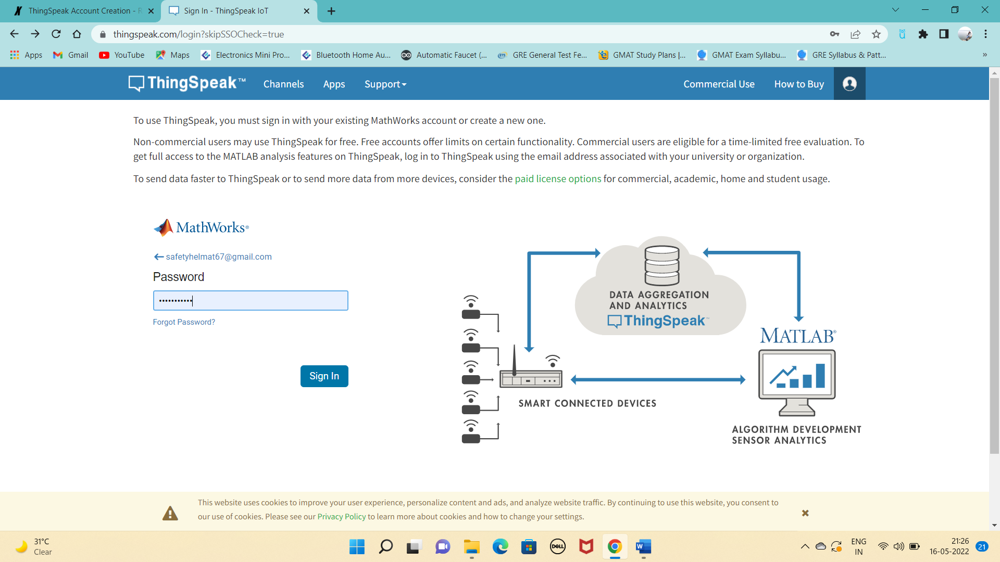 ThingSpeak Account Creation - R
Sign In - ThingSpeak IoT
thingspeak.com/login?skipSSOCheck=true
Apps
Gmail
YouTube
Maps
Electronics Mini Pro...
Bluetooth Home Au...
Automatic Faucet (...
GRE General Test Fe...
GMAT Study Plans |...
GMAT Exam Syllabu...
GRE Syllabus & Patt...
»
ThingSpeak™
Channels
Apps
Support
Commercial Use
How to Buy
To use ThingSpeak, you must sign in with your existing MathWorks account or create a new one.
Non-commercial users may use ThingSpeak for free. Free accounts offer limits on certain functionality. Commercial users are eligible for a time-limited free evaluation. To
get full access to the MATLAB analysis features on ThingSpeak, log in to ThingSpeak using the email address associated with your university or organization.
To send data faster to ThingSpeak or to send more data from more devices, consider the paid license options for commercial, academic, home and student usage.
MathWorks®
safetyhelmat67@gmail.com
Password
•••••••••••
Forgot Password?
Sign In
DATA AGGREGATION
AND ANALYTICS
ThingSpeak™
MATLAB®
SMART CONNECTED DEVICES
ALGORITHM DEVELOPMENT
SENSOR ANALYTICS
This website uses cookies to improve your user experience, personalize content and ads, and analyze website traffic. By continuing to use this website, you consent to
our use of cookies. Please see our Privacy Policy to learn more about cookies and how to change your settings.
31°C
Clear
DELL
W
ENG
IN
21:26
16-05-2022
21